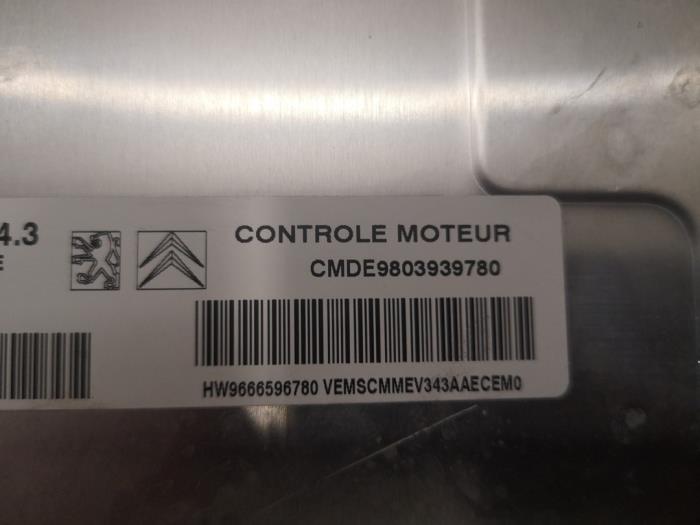 4.3
E
CONTROLE MOTEUR
CMDE9803939780
HW9666596780 VEMSCMMEV343AAECEM0